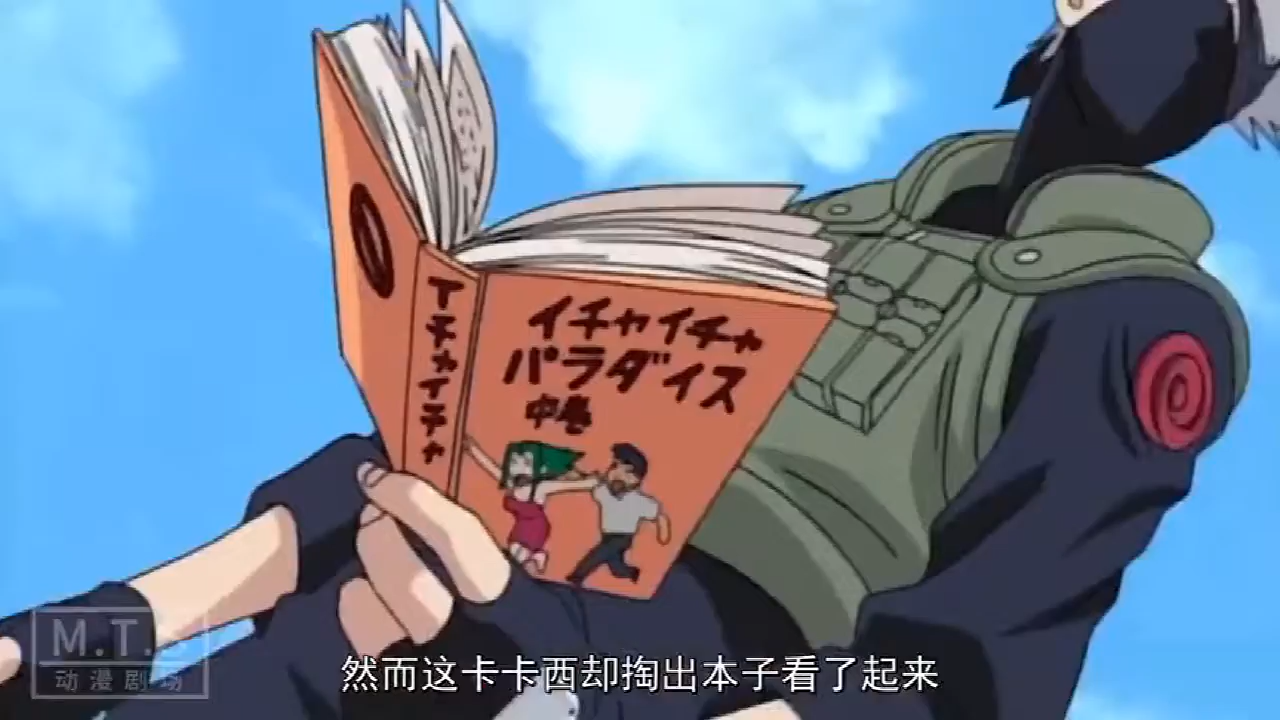 イチャイチャ
イチャイチャ
パラダイス
中巻
M.T.
动漫剧场
然而这卡卡西却掏出本子看了起来